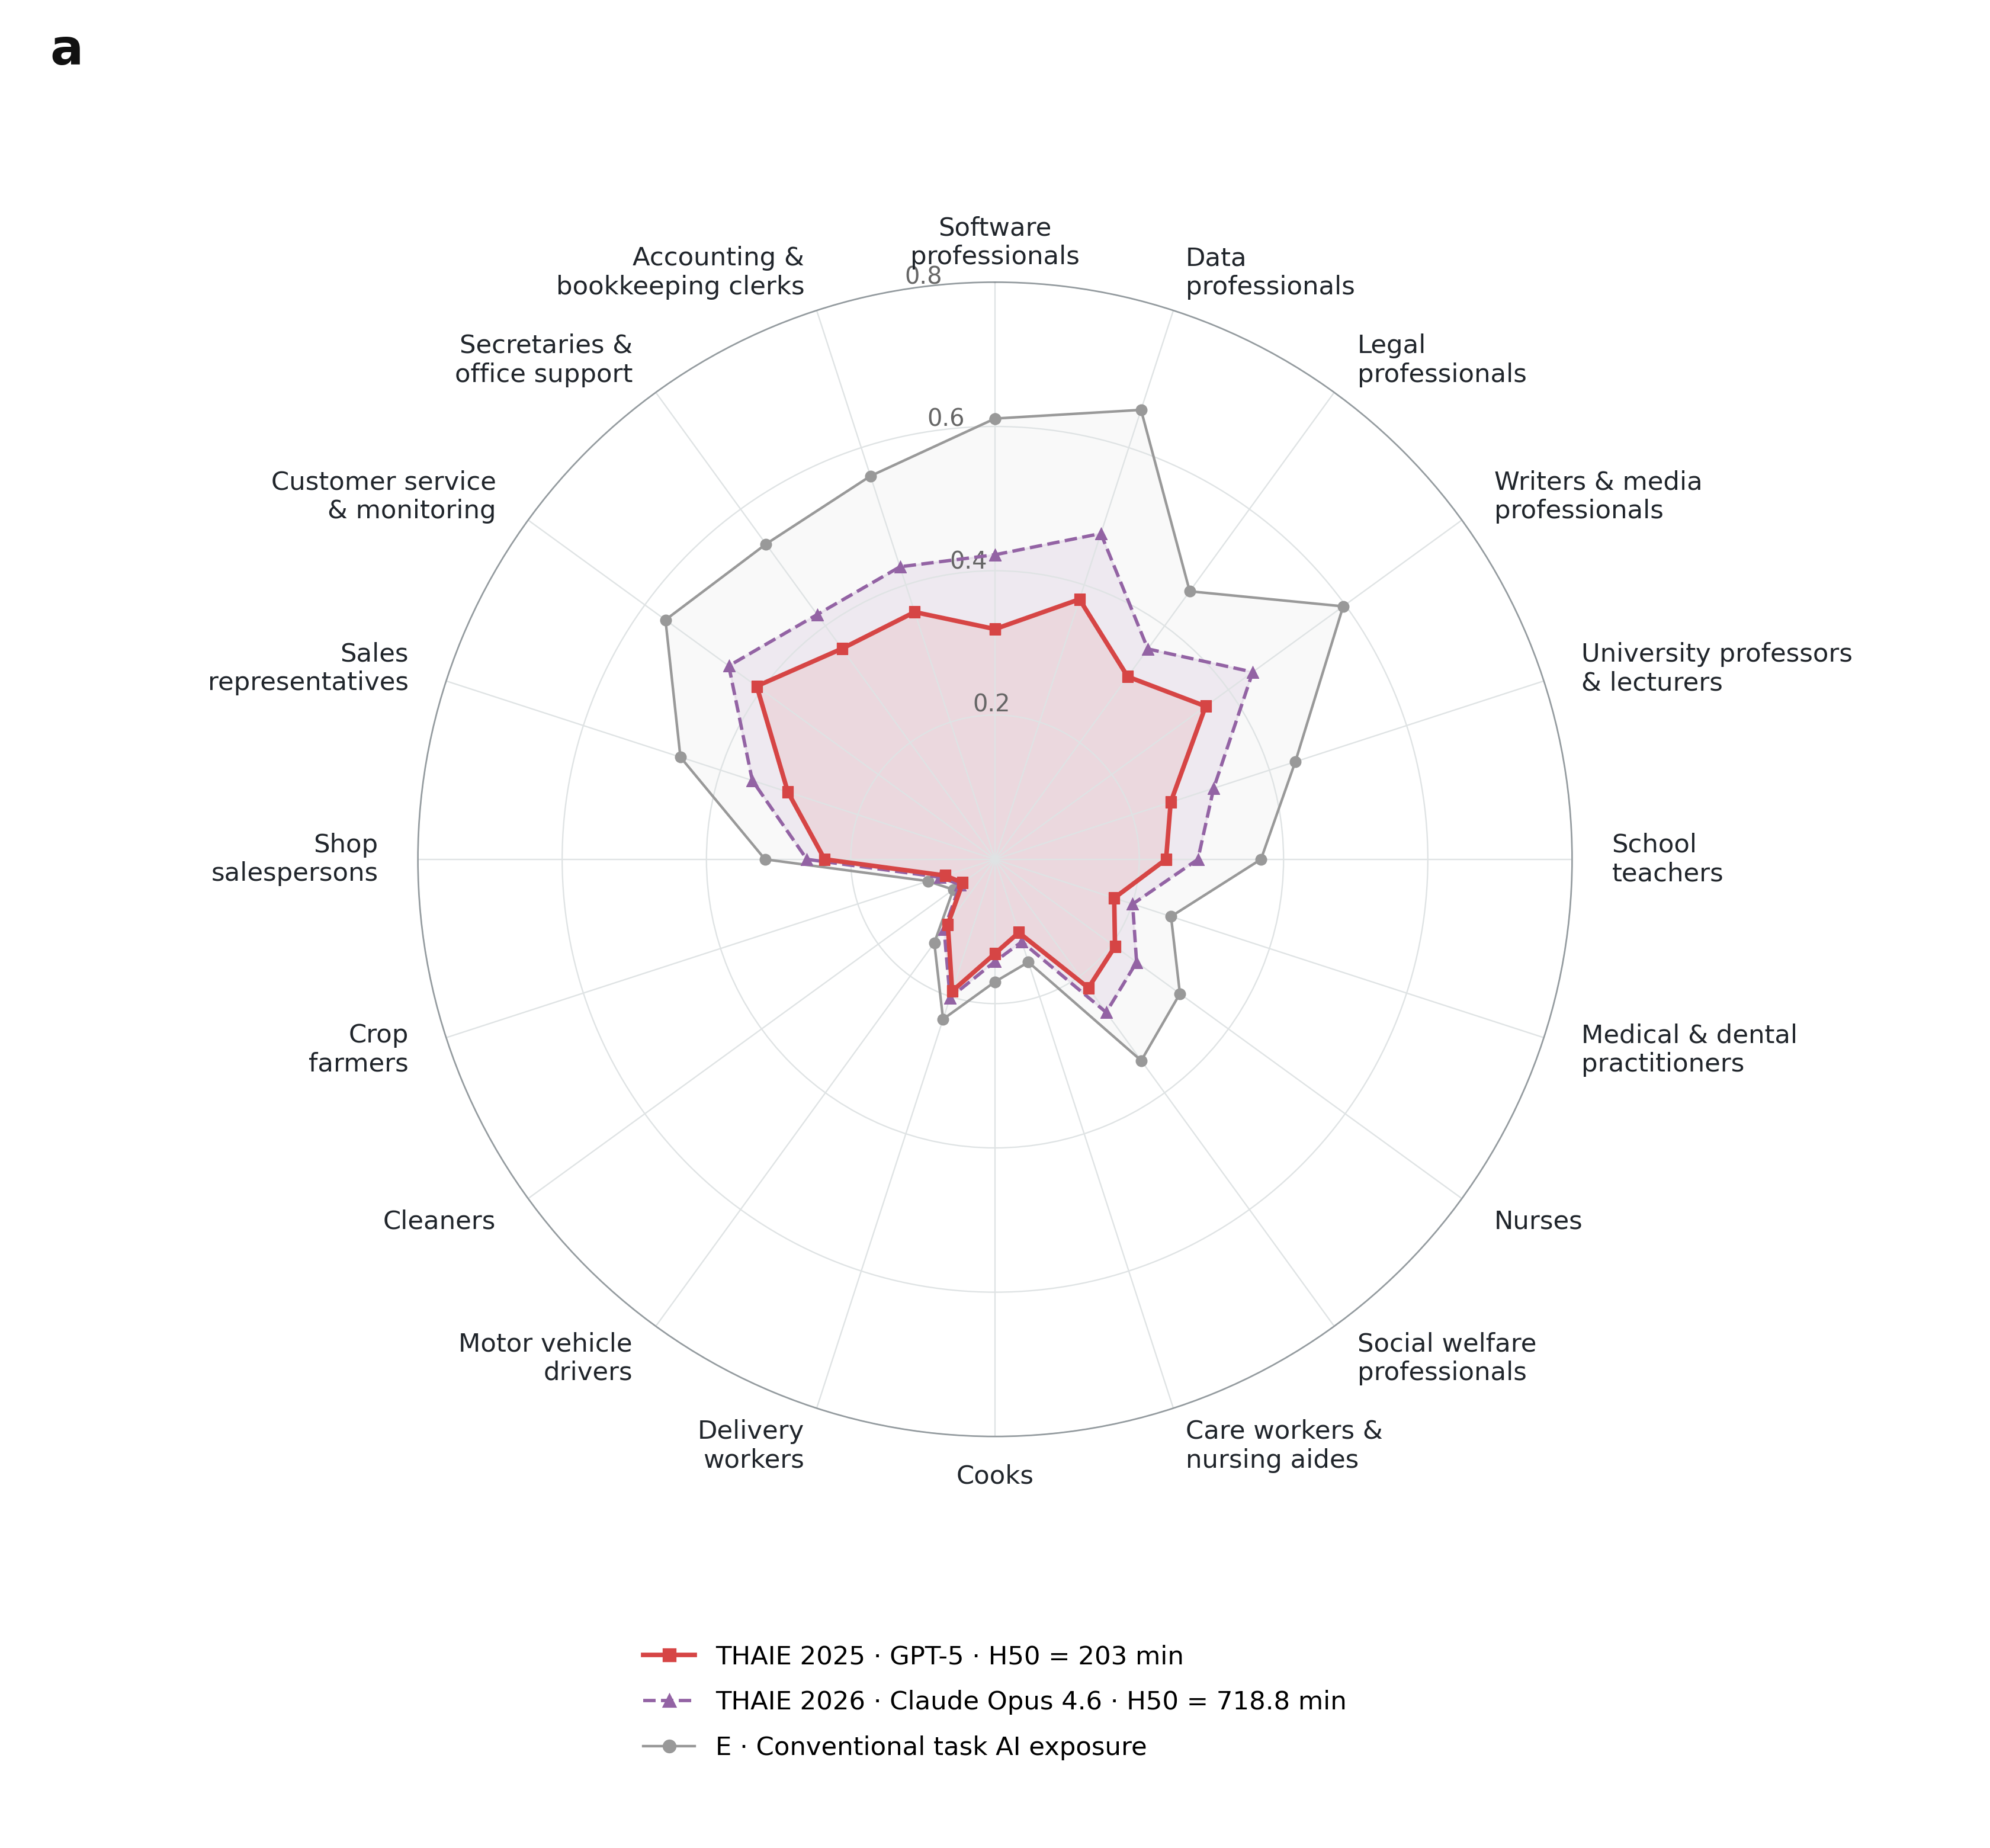 a
Software
professionals
Data
professionals
Legal
professionals
Writers & media
professionals
University professors
& lecturers
School
teachers
Medical & dental
practitioners
Nurses
Social welfare
professionals
Care workers &
nursing aides
Cooks
Delivery
workers
Motor vehicle
drivers
Cleaners
Crop
farmers
Shop
salespersons
Sales
representatives
Customer service
& monitoring
Secretaries &
office support
Accounting &
bookkeeping clerks
0.8
0.6
0.4
0.2
THAIE 2025 · GPT-5 · H50 = 203 min
THAIE 2026 · Claude Opus 4.6 · H50 = 718.8 min
E · Conventional task AI exposure